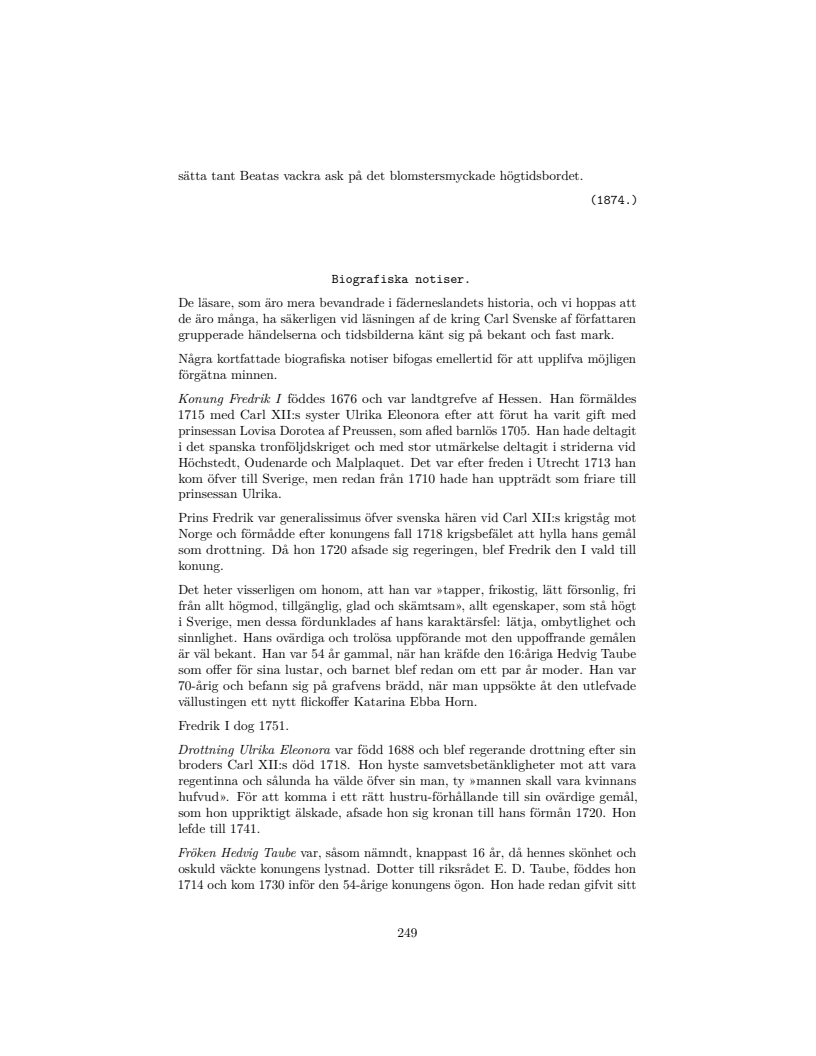 sätta tant Beatas vackra ask på det blomstersmyckade högtidsbordet.
(1874.)
Biografiska notiser.
De läsare, som äro mera bevandrade i fäderneslandets historia, och vi hoppas att
de äro många, ha säkerligen vid läsningen af de kring Carl Svenske af författaren
grupperade händelserna och tidsbilderna känt sig på bekant och fast mark.
Några kortfattade biografiska notiser bifogas emellertid för att upplifva möjligen
förgätna minnen.
Konung Fredrik I föddes 1676 och var landtgrefve af Hessen. Han förmäldes
1715 med Carl XII:s syster Ulrika Eleonora efter att förut ha varit gift med
prinsessan Lovisa Dorotea af Preussen, som afled barnlös 1705. Han hade deltagit
i det spanska tronföljdskriget och med stor utmärkelse deltagit i striderna vid
Höchstedt, Oudenarde och Malplaquet. Det var efter freden i Utrecht 1713 han
kom öfver till Sverige, men redan från 1710 hade han uppträdt som friare till
prinsessan Ulrika.
Prins Fredrik var generalissimus öfver svenska hären vid Carl XII:s krigståg mot
Norge och förmådde efter konungens fall 1718 krigsbefälet att hylla hans gemål
som drottning. Då hon 1720 afsade sig regeringen, blef Fredrik den I vald till
konung.
Det heter visserligen om honom, att han var »tapper, frikostig, lätt försonlig, fri
från allt högmod, tillgänglig, glad och skämtsam», allt egenskaper, som stå högt
i Sverige, men dessa fördunklades af hans karaktärsfel: lätja, ombytlighet och
sinnlighet. Hans ovärdiga och trolösa uppförande mot den uppoffrande gemålen
är väl bekant. Han var 54 år gammal, när han kräfde den 16:åriga Hedvig Taube
som offer för sina lustar, och barnet blef redan om ett par år moder. Han var
70-årig och befann sig på grafvens brädd, när man uppsökte åt den utlefvade
vällustingen ett nytt flickoffer Katarina Ebba Horn.
Fredrik I dog 1751.
Drottning Ulrika Eleonora var född 1688 och blef regerande drottning efter sin
broders Carl XII:s död 1718. Hon hyste samvetsbetänkligheter mot att vara
regentinna och sålunda ha välde öfver sin man, ty »mannen skall vara kvinnans
hufvud». För att komma i ett rätt hustru-förhållande till sin ovärdige gemål,
som hon uppriktigt älskade, afsade hon sig kronan till hans förmån 1720. Hon
lefde till 1741.
Fröken Hedvig Taube var, såsom nämndt, knappast 16 år, då hennes skönhet och
oskuld väckte konungens lystnad. Dotter till riksrådet E. D. Taube, föddes hon
1714 och kom 1730 inför den 54-årige konungens ögon. Hon hade redan gifvit sitt
249